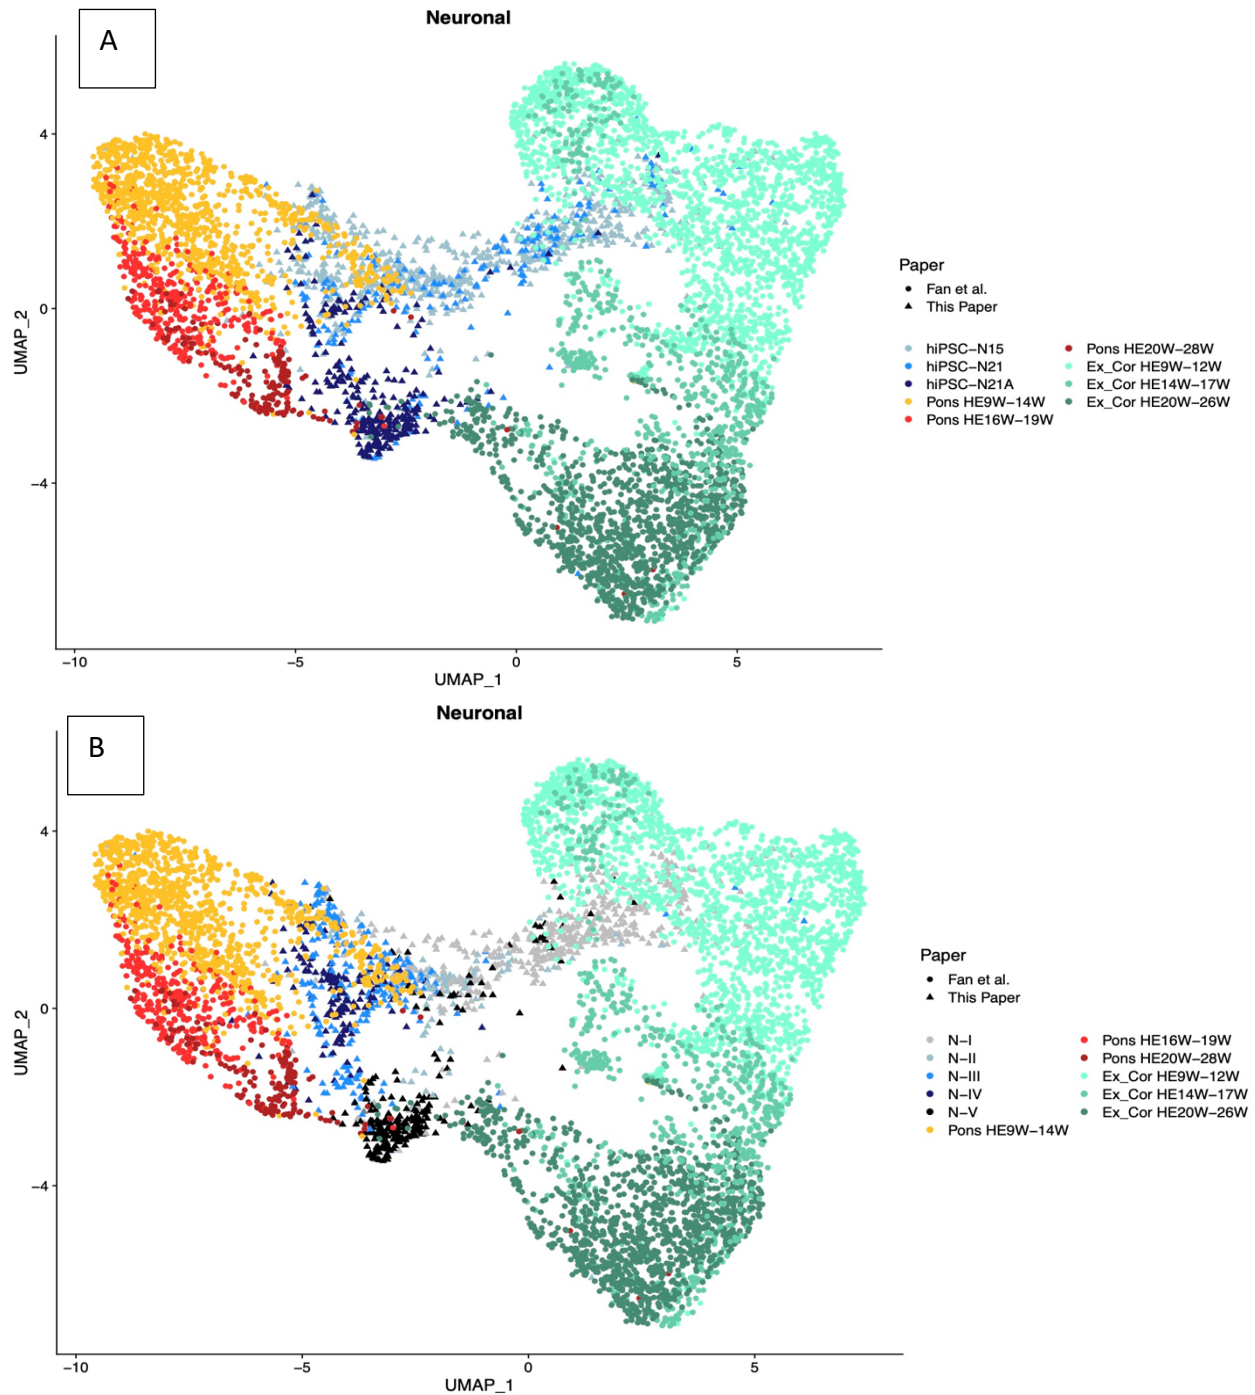 A
Neuronal
4
0
−4
UMAP_2
−10
−5
0
5
UMAP_1
Paper
Fan et al.
This Paper
hiPSC−N15
hiPSC−N21
hiPSC−N21A
Pons HE9W−14W
Pons HE16W−19W
Pons HE20W−28W
Ex_Cor HE9W−12W
Ex_Cor HE14W−17W
Ex_Cor HE20W−26W
B
Neuronal
4
0
−4
UMAP_2
−10
−5
0
5
UMAP_1
Paper
Fan et al.
This Paper
N−I
N−II
N−III
N−IV
N−V
Pons HE9W−14W
Pons HE16W−19W
Pons HE20W−28W
Ex_Cor HE9W−12W
Ex_Cor HE14W−17W
Ex_Cor HE20W−26W